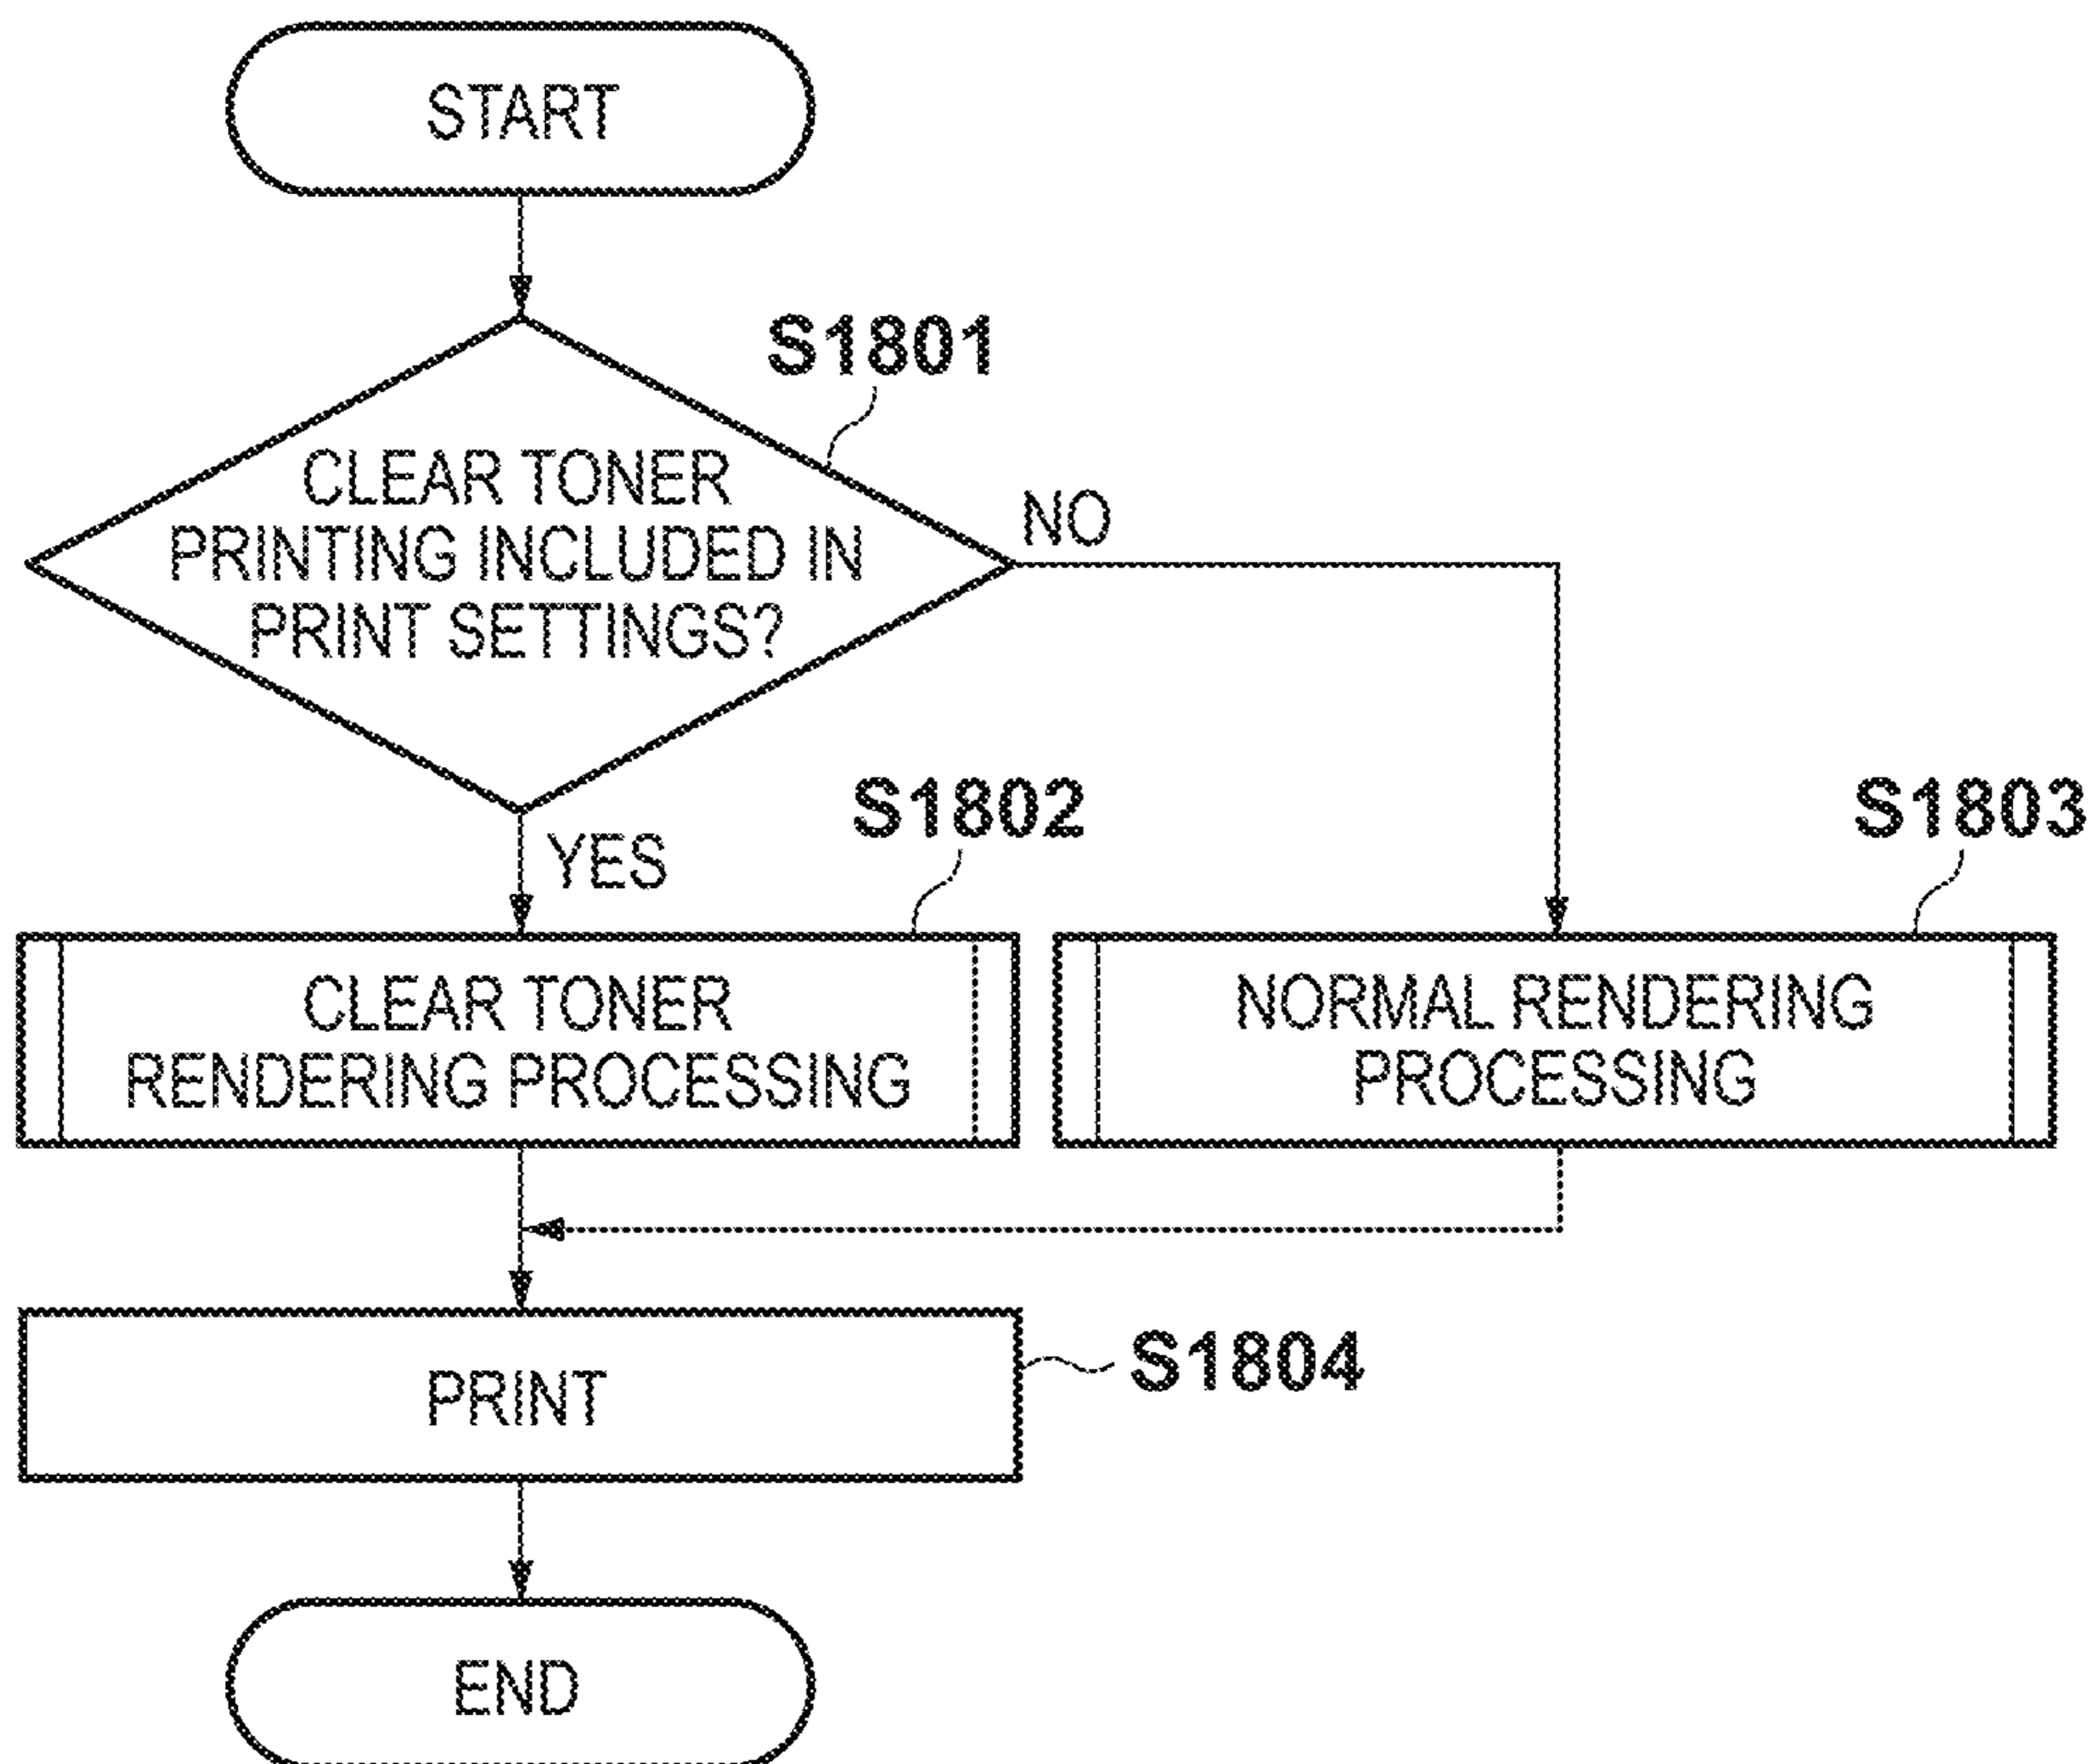 START
S1801
CLEAR TONER
PRINTING INCLUDED IN
PRINT SETTINGS?
NO
YES
S1802
S1803
CLEAR TONER
RENDERING PROCESSING
NORMAL RENDERING
PROCESSING
PRINT
S1804
END